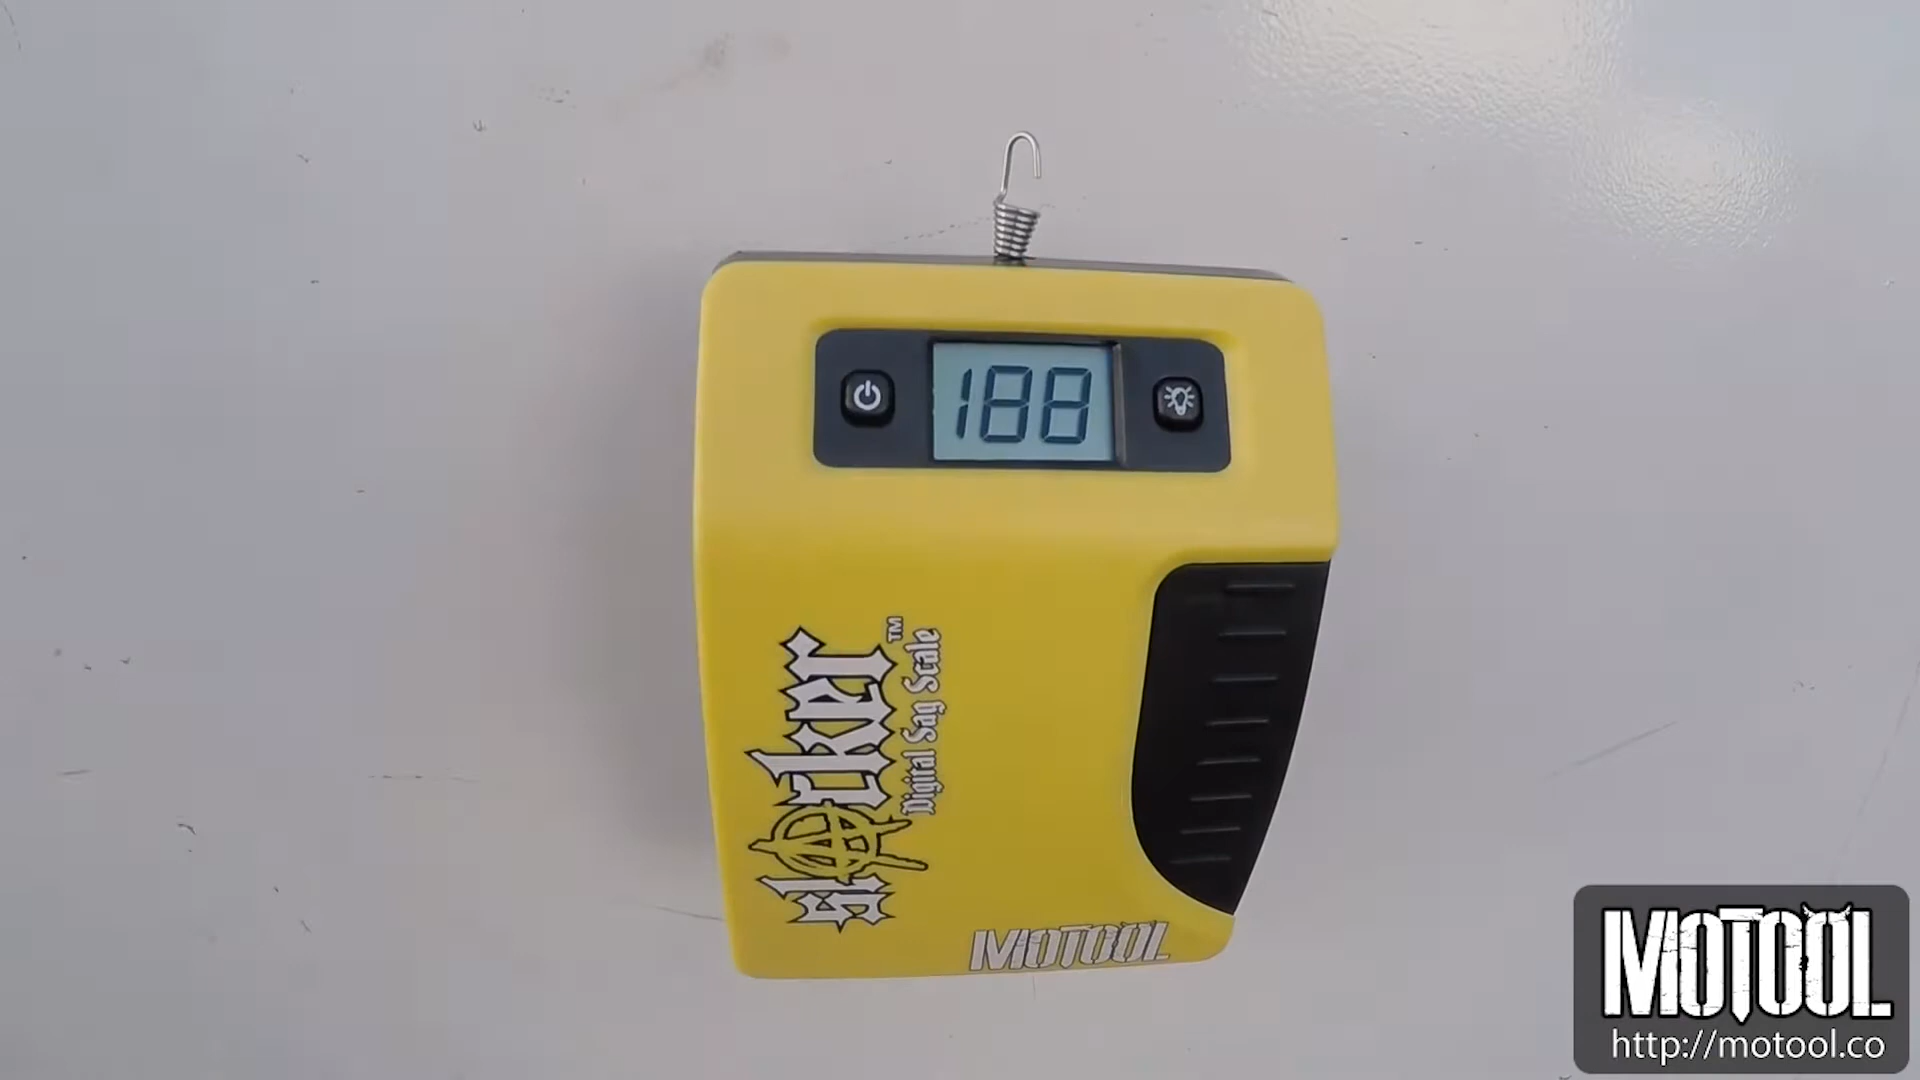 188
slAcker™
Digital Sag Scale
MOTOOL
MOTOOL
http://motool.co